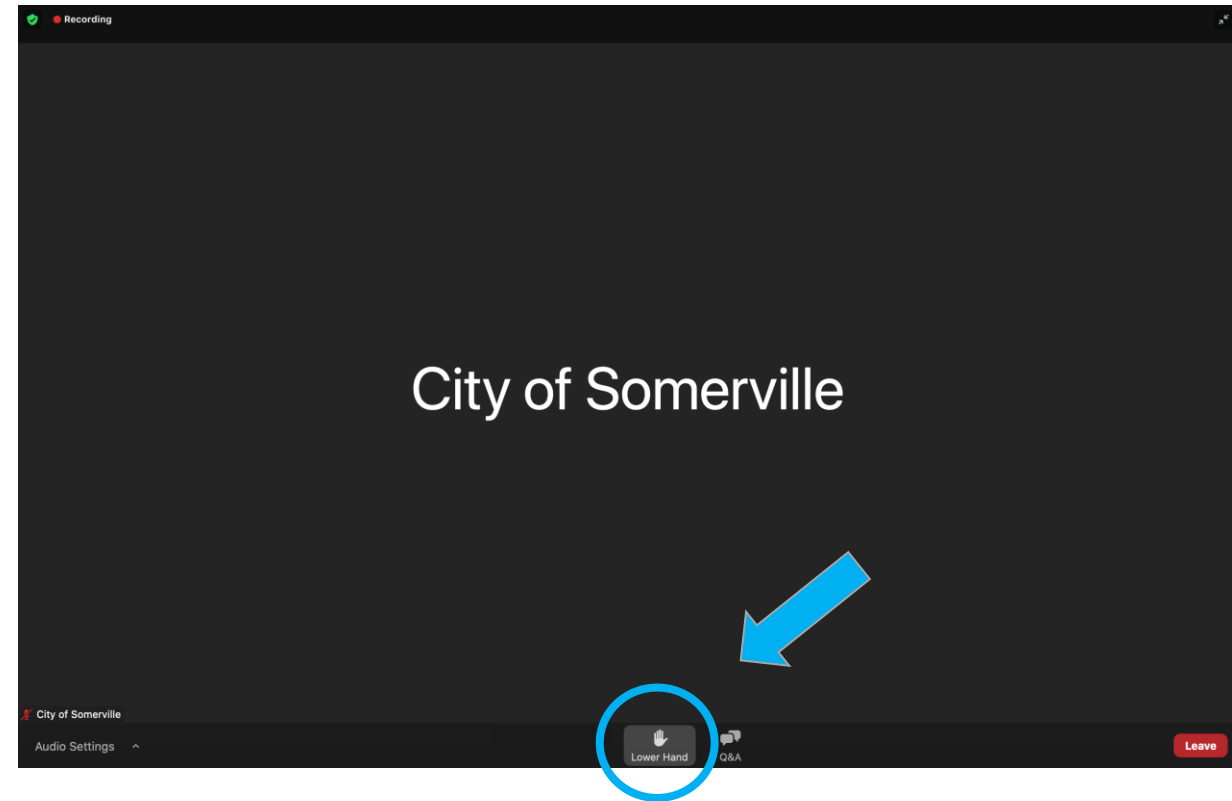 Recording
City of Somerville
City of Somerville
Audio Settings
Lower Hand
Q&A
Leave